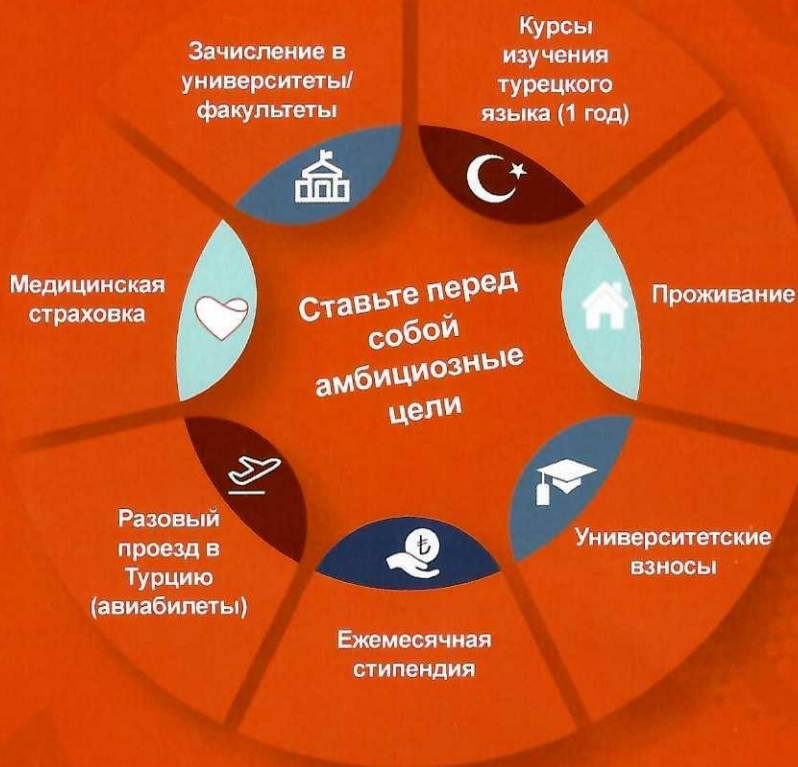 Зачисление в
университеты/
факультеты
Курсы
изучения
турецкого
языка (1 год)
Медицинская
страховка
Ставьте перед
собой
амбициозные
цели
Проживание
Разовый
проезд в
Турцию
(авиабилеты)
Университетские
взносы
Ежемесячная
стипендия